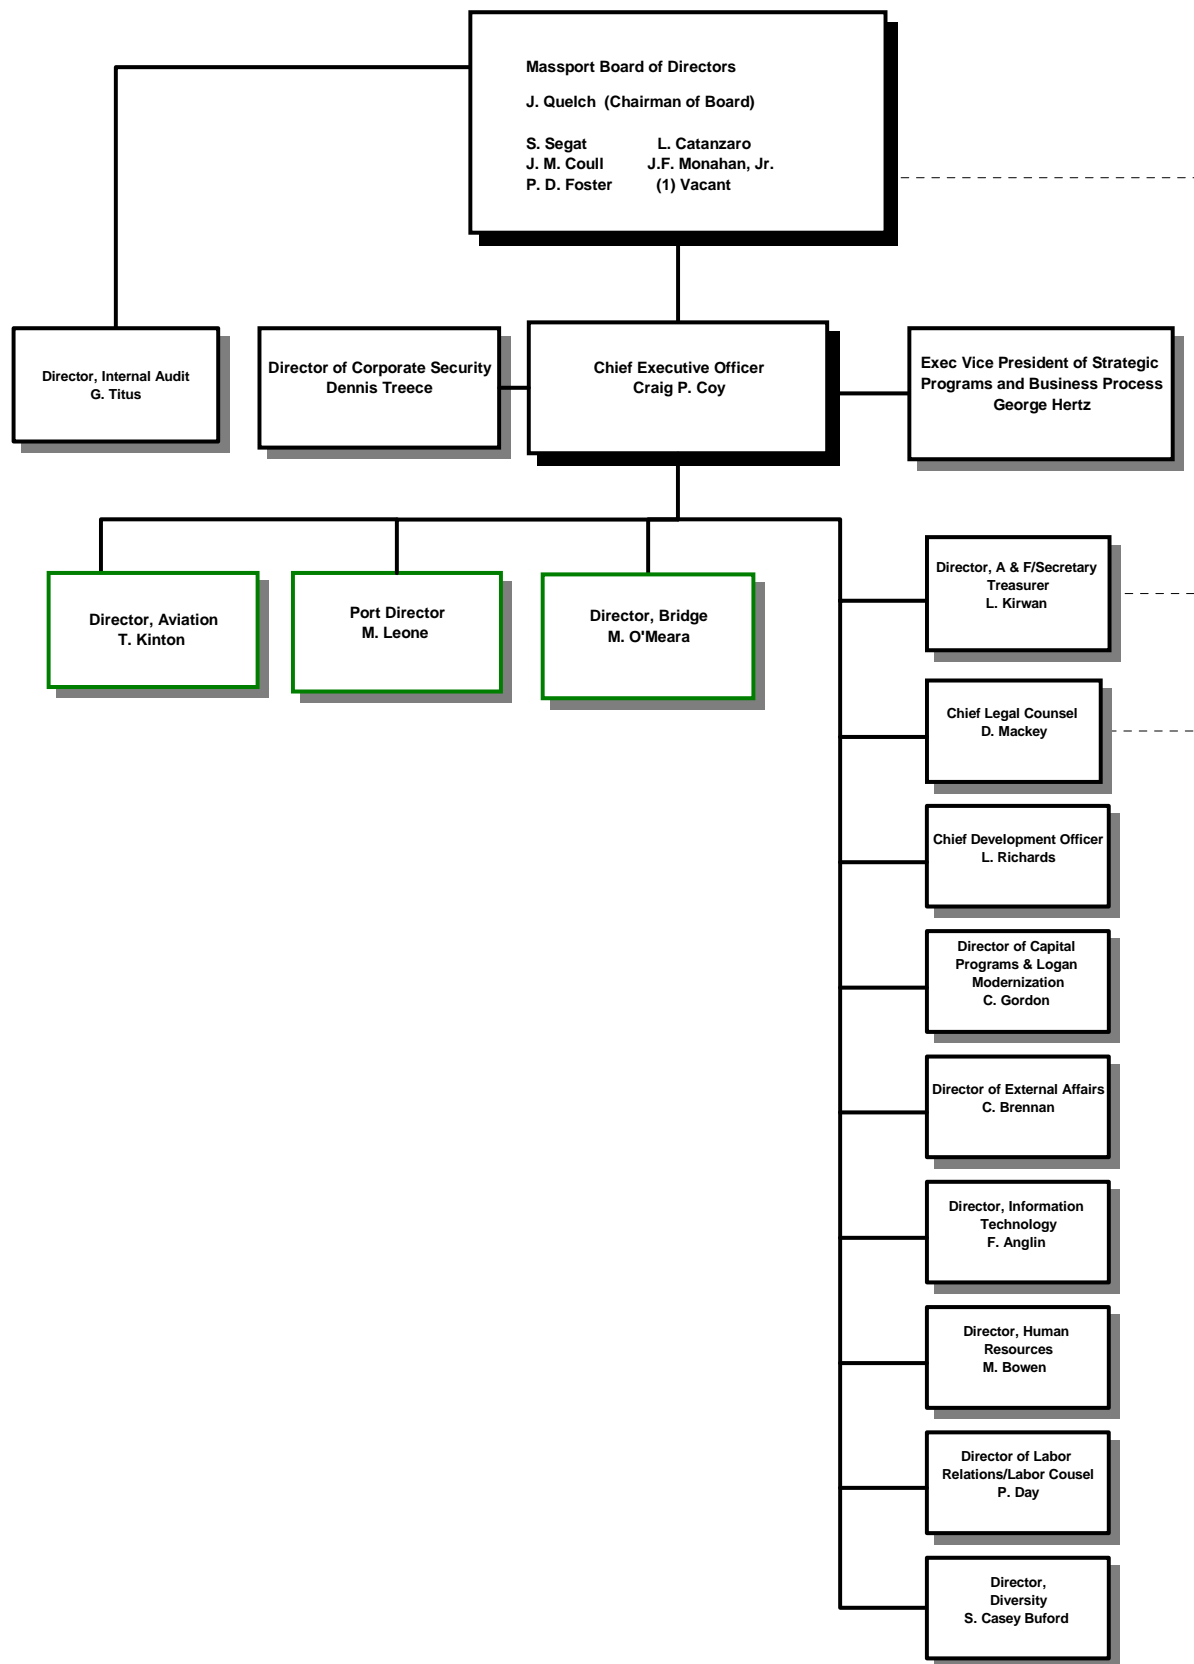 Massport Board of Directors
J. Quelch (Chairman of Board)
S. Segat L. Catanzaro
J. M. Coull J.F. Monahan, Jr.
P. D. Foster (1) Vacant
Director, Internal Audit
G. Titus
Director of Corporate Security
Dennis Treece
Chief Executive Officer
Craig P. Coy
Exec Vice President of Strategic
Programs and Business Process
George Hertz
Director, Aviation
T. Kinton
Port Director
M. Leone
Director, Bridge
M. O'Meara
Director, A & F/Secretary
Treasurer
L. Kirwan
Chief Legal Counsel
D. Mackey
Chief Development Officer
L. Richards
Director of Capital
Programs & Logan
Modernization
C. Gordon
Director of External Affairs
C. Brennan
Director, Information
Technology
F. Anglin
Director, Human
Resources
M. Bowen
Director of Labor
Relations/Labor Cousel
P. Day
Director,
Diversity
S. Casey Buford